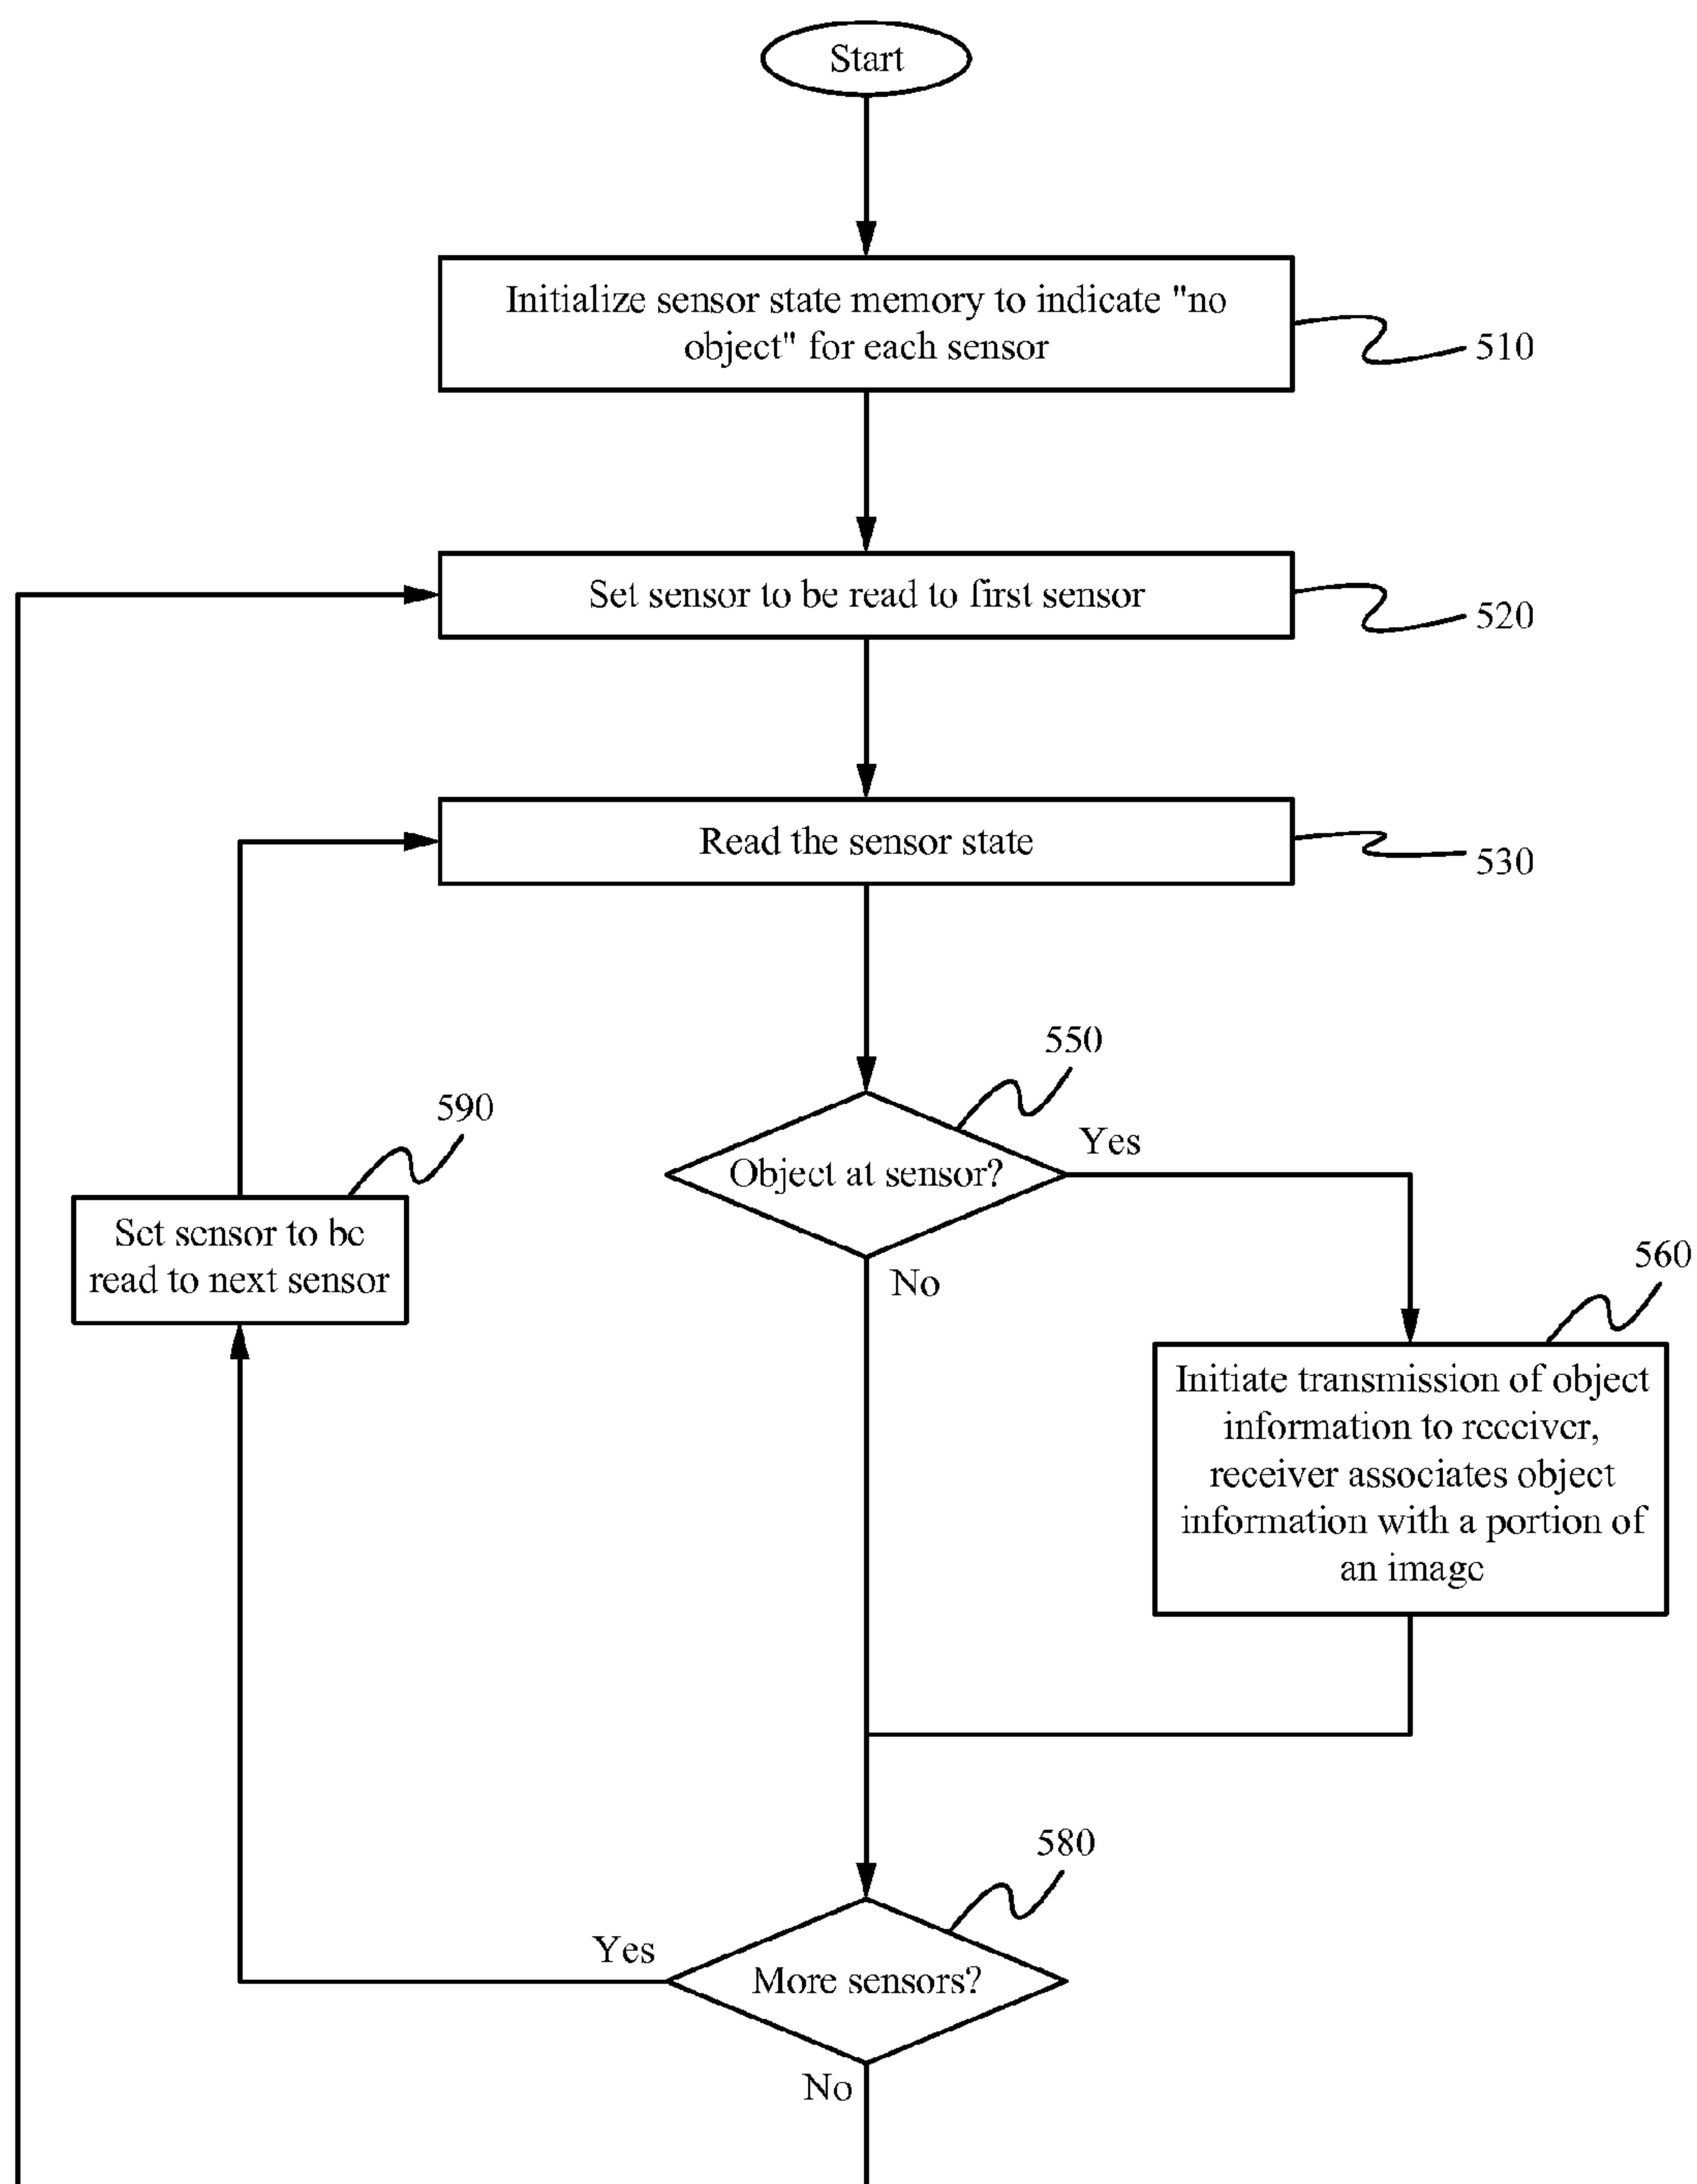 Start
Initialize sensor state memory to indicate "no
object" for each sensor
510
Set sensor to be read to first sensor
520
Read the sensor state
530
550
590
Yes
Object at sensor?
Set sensor to be
read to next sensor
No
560
Initiate transmission of object
information to receiver,
receiver associates object
information with a portion of
an image
580
Yes
More sensors?
No